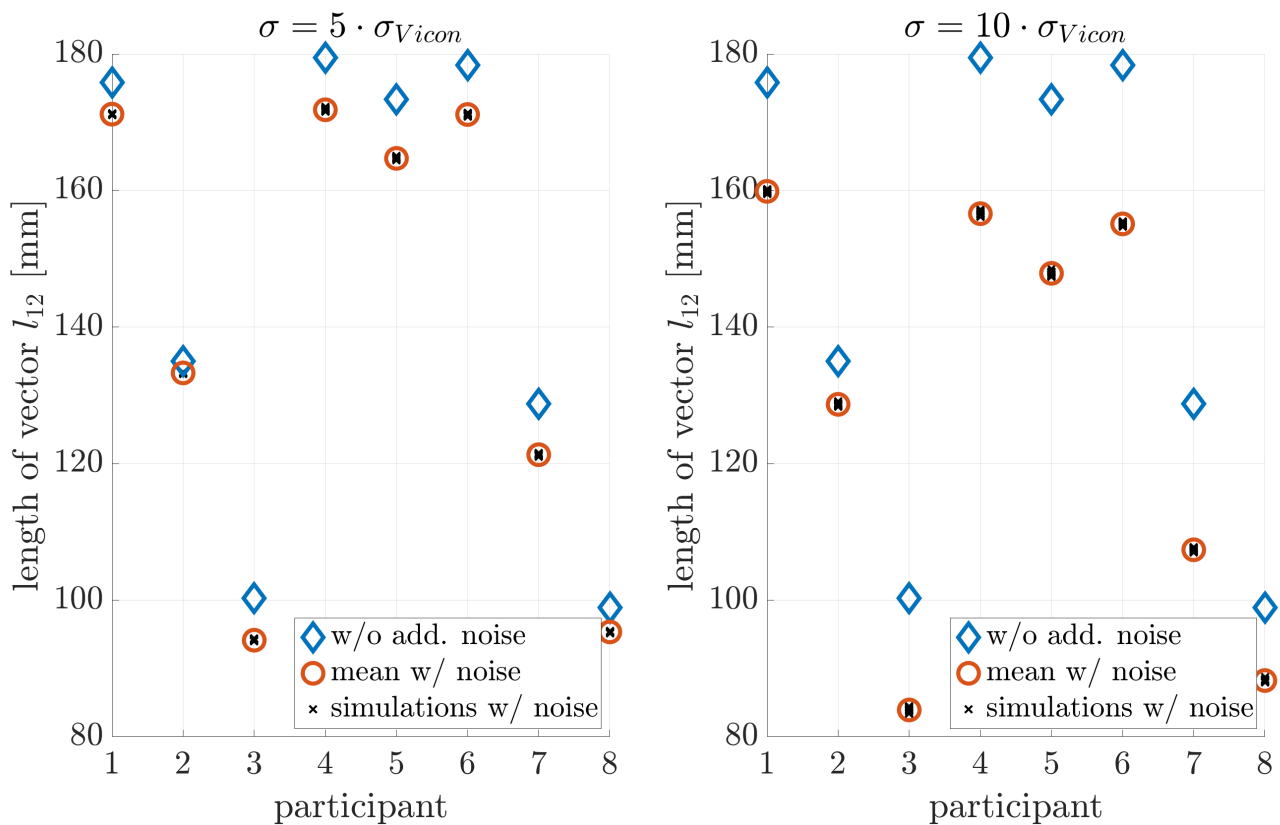 σ = 5 · σ_Vicon
length of vector l_12 [mm]
180
160
140
120
100
80
1 2 3 4 5 6 7 8
participant
w/o add. noise
mean w/ noise
simulations w/ noise
σ = 10 · σ_Vicon
length of vector l_12 [mm]
180
160
140
120
100
80
1 2 3 4 5 6 7 8
participant
w/o add. noise
mean w/ noise
simulations w/ noise